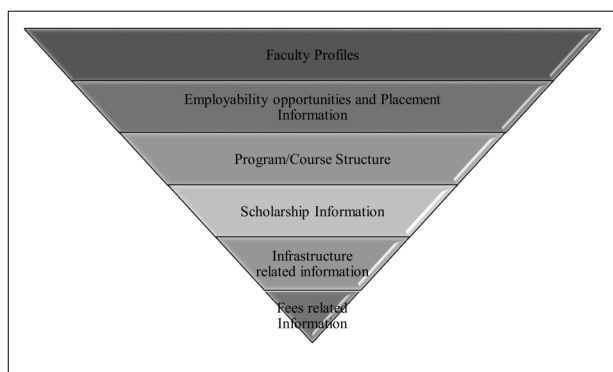 Faculty Profiles
Employability opportunities and Placement
Information
Program/Course Structure
Scholarship Information
Infrastructure
related information
Fees related
Information